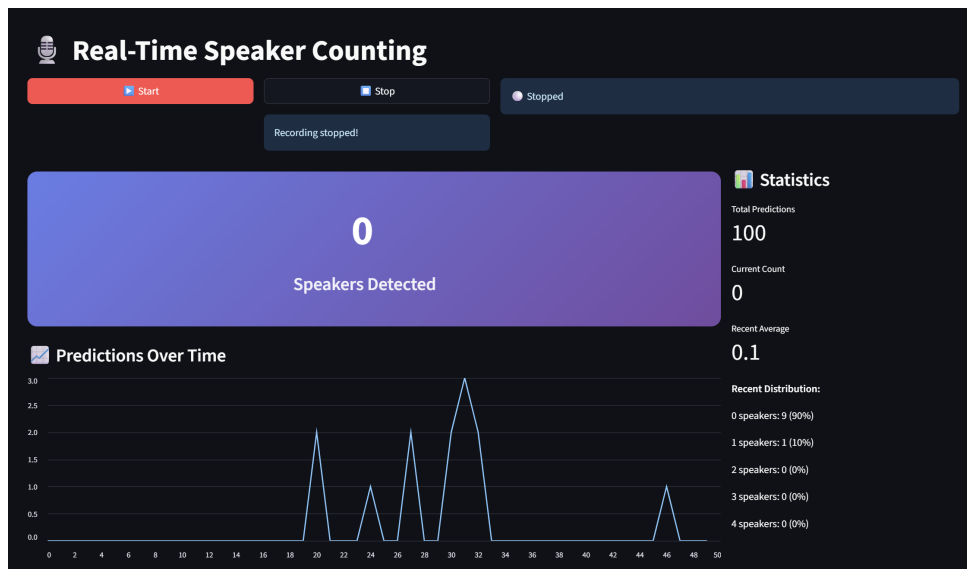 Real-Time Speaker Counting
Start
Stop
Stopped
Recording stopped!
0
Speakers Detected
Statistics
Total Predictions
100
Current Count
0
Recent Average
0.1
Recent Distribution:
0 speakers: 9 (90%)
1 speakers: 1 (10%)
2 speakers: 0 (0%)
3 speakers: 0 (0%)
4 speakers: 0 (0%)
Predictions Over Time
3.0
2.5
2.0
1.5
1.0
0.5
0.0
0 2 4 6 8 10 12 14 16 18 20 22 24 26 28 30 32 34 36 38 40 42 44 46 48 50